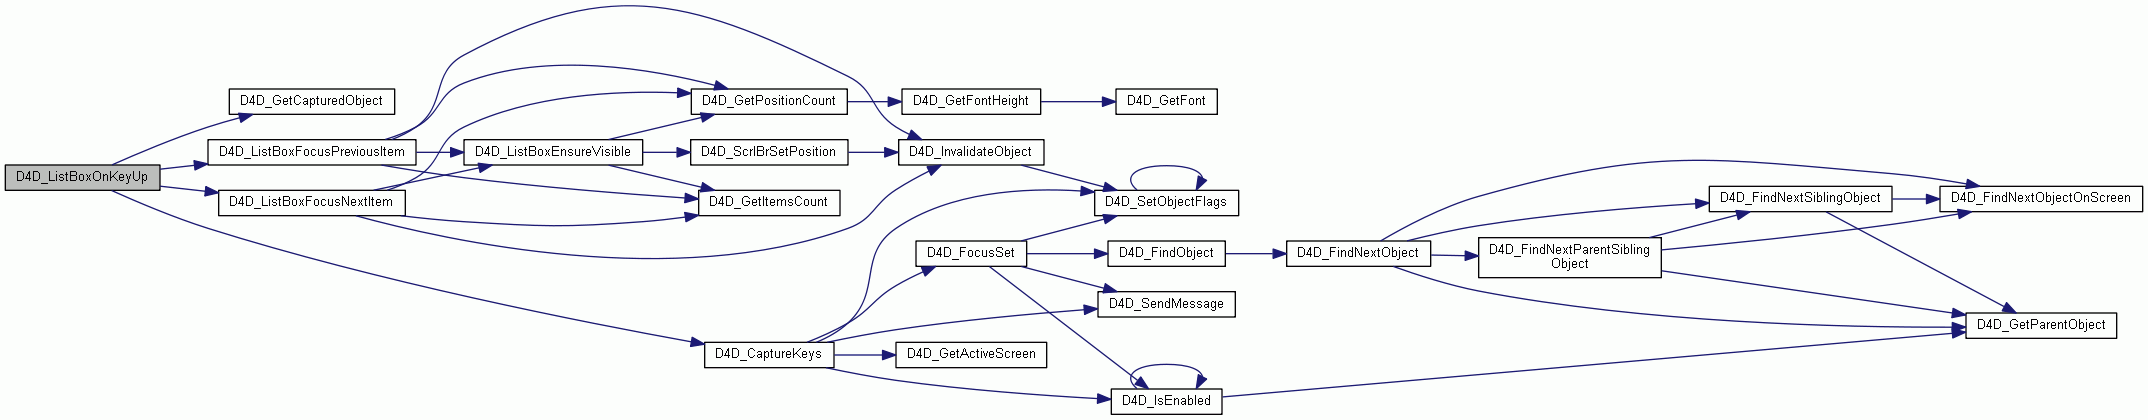 D4D_ListBoxOnKeyUp
D4D_GetCapturedObject
D4D_ListBoxFocusPreviousItem
D4D_ListBoxFocusNextItem
D4D_ListBoxEnsureVisible
D4D_GetPositionCount
D4D_ScrlBrSetPosition
D4D_GetItemsCount
D4D_CaptureKeys
D4D_GetFontHeight
D4D_InvalidateObject
D4D_FocusSet
D4D_GetActiveScreen
D4D_GetFont
D4D_SetObjectFlags
D4D_FindObject
D4D_SendMessage
D4D_IsEnabled
D4D_FindNextObject
D4D_FindNextParentSibling
Object
D4D_FindNextSiblingObject
D4D_FindNextObjectOnScreen
D4D_GetParentObject